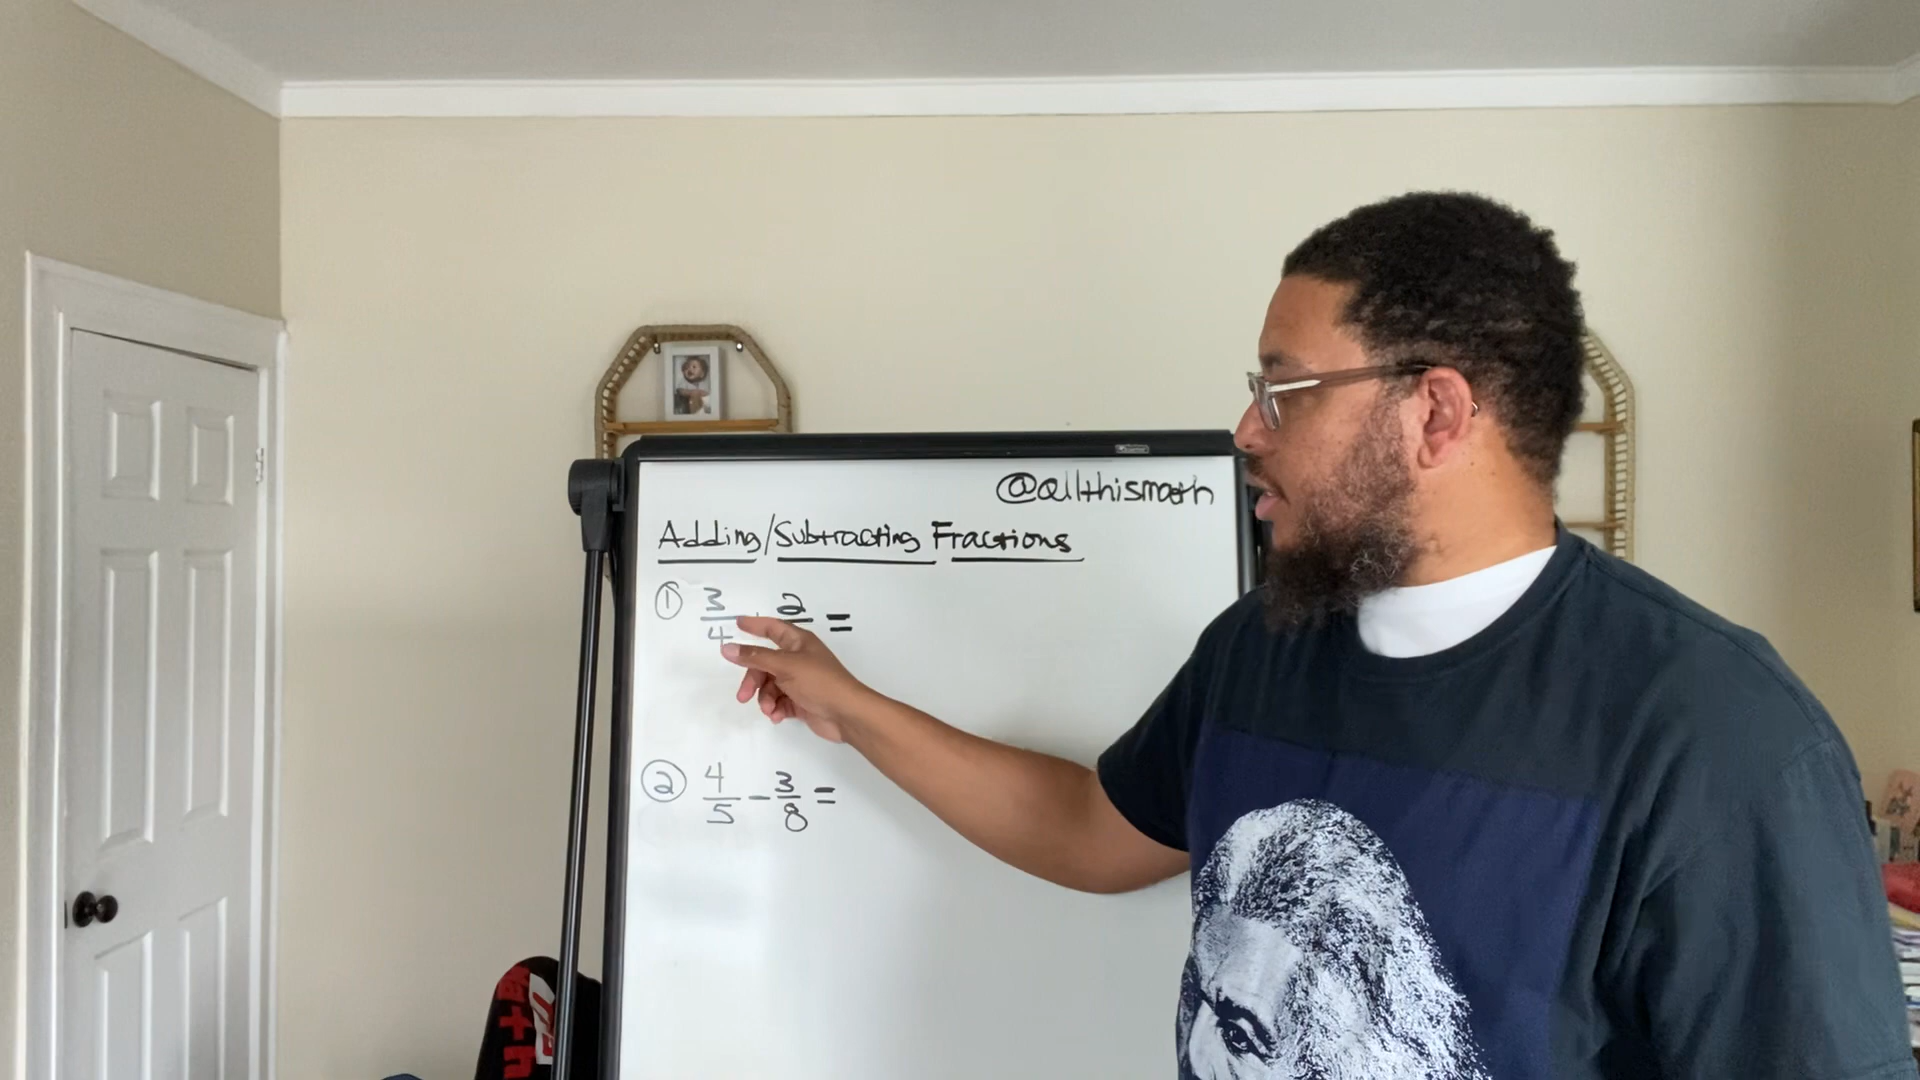 @allthismath
Adding/Subtracting Fractions
① 3/4 2/ =
② 4/5 - 3/8 =